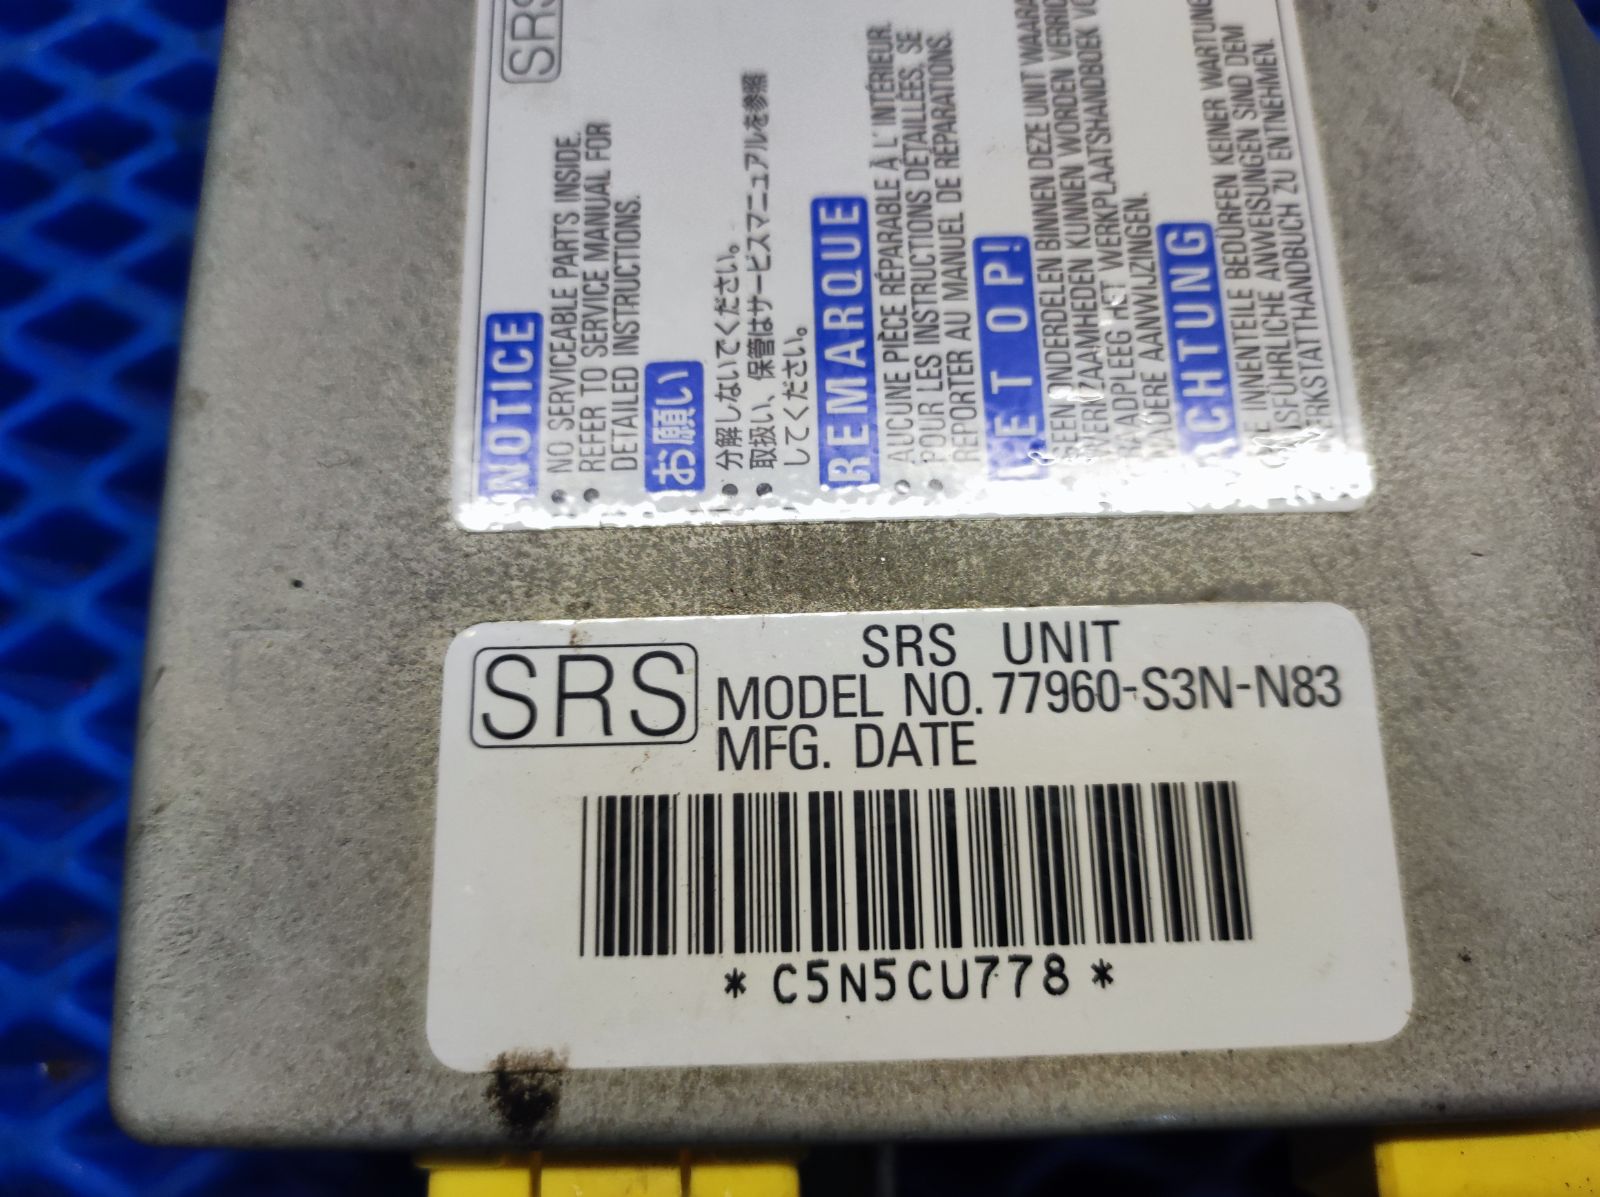 SRS
NOTICE
• NO SERVICEABLE PARTS INSIDE.
• REFER TO SERVICE MANUAL FOR
DETAILED INSTRUCTIONS.
お願い
• 分解しないでください。
• 取扱い、保管はサービスマニュアルを参照
してください。
REMARQUE
• AUCUNE PIÈCE RÉPARABLE À L'INTÉRIEUR.
• POUR LES INSTRUCTIONS DÉTAILLÉES, SE
REPORTER AU MANUEL DE RÉPARATIONS.
LET OP!
GEEN ONDERDELEN BINNEN DEZE UNIT
KUNNEN WORDEN
RAADPLEEG HET WERKPLAATSHANDBOEK
NADERE AANWIJZINGEN.
ACHTUNG
INNENTEILE BEDÜRFEN KEINER WARTUNG
AUSFÜHRLICHE ANWEISUNGEN SIND DEM
WERKSTATTHANDBUCH ZU ENTNEHMEN.
SRS
SRS UNIT
MODEL NO. 77960-S3N-N83
MFG. DATE
* C5N5CU778 *